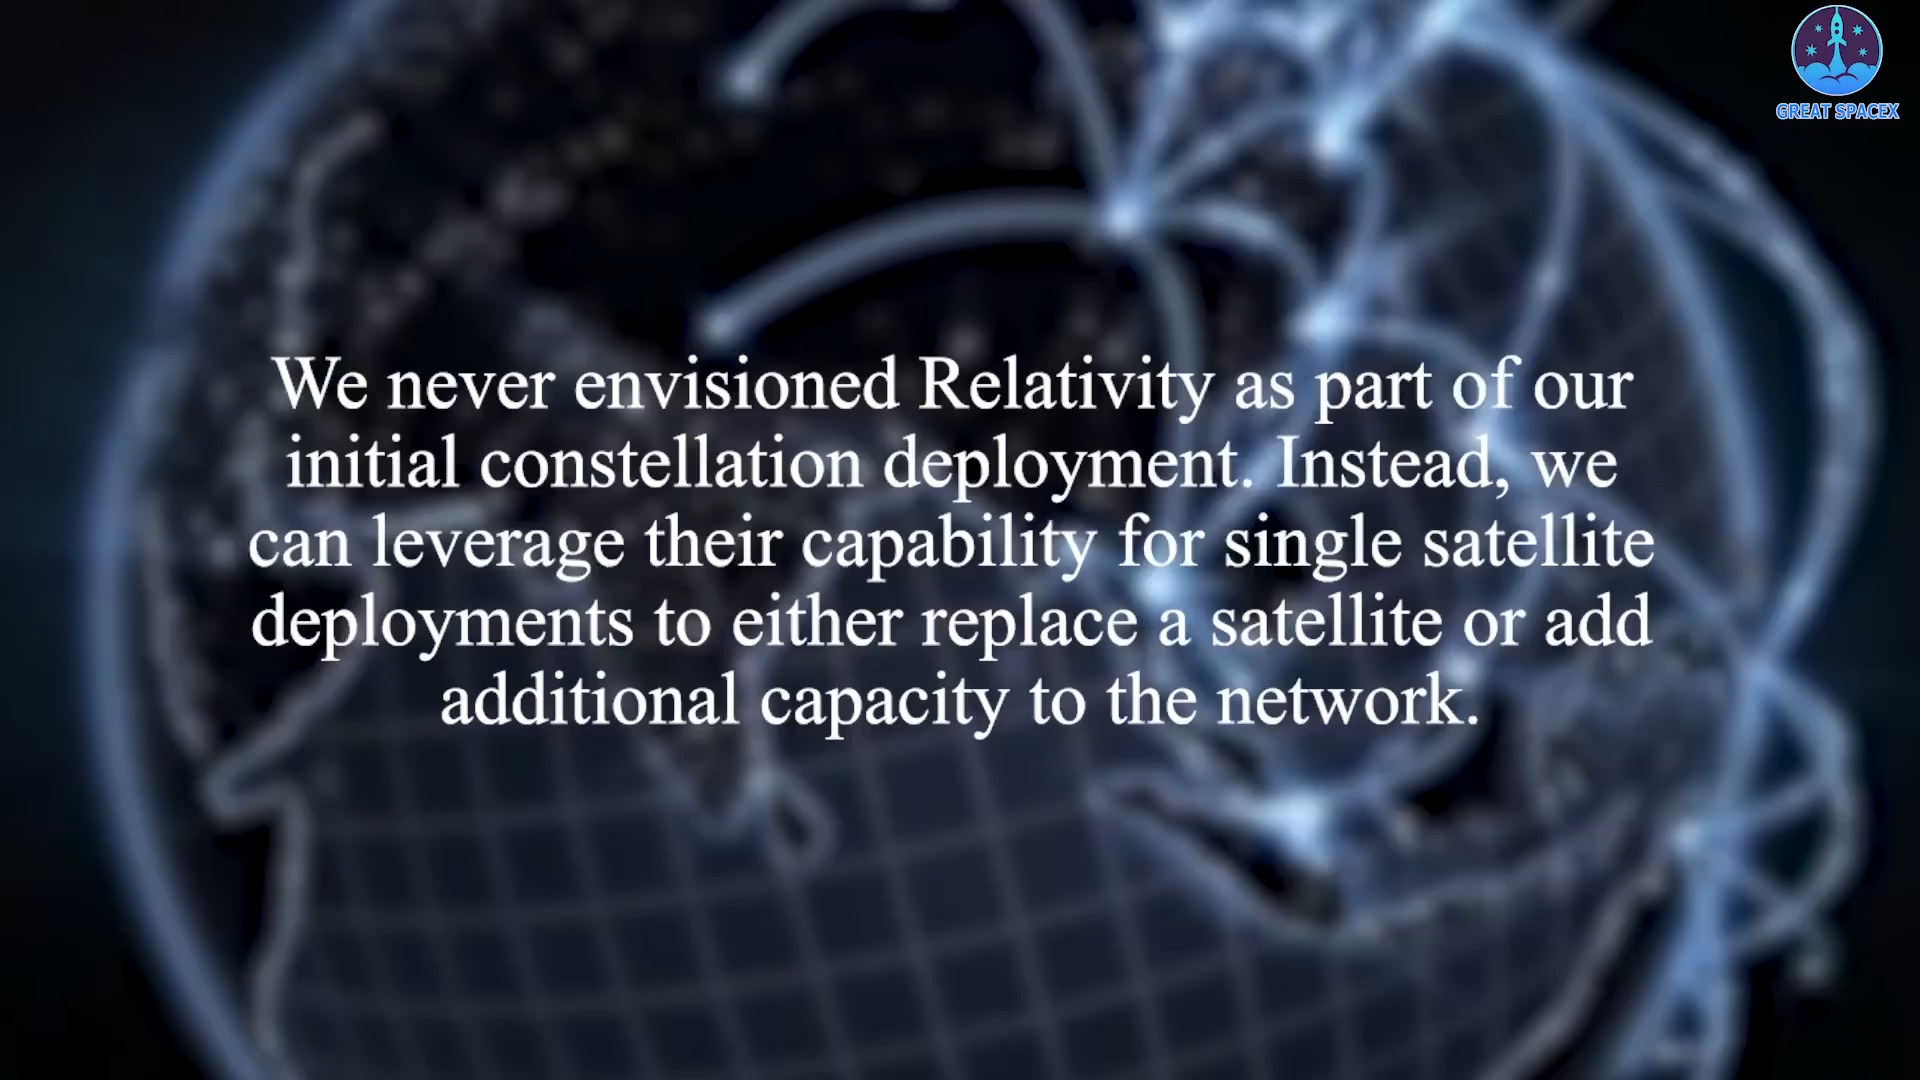 GREAT SPACEX
We never envisioned Relativity as part of our
initial constellation deployment. Instead, we
can leverage their capability for single satellite
deployments to either replace a satellite or add
additional capacity to the network.